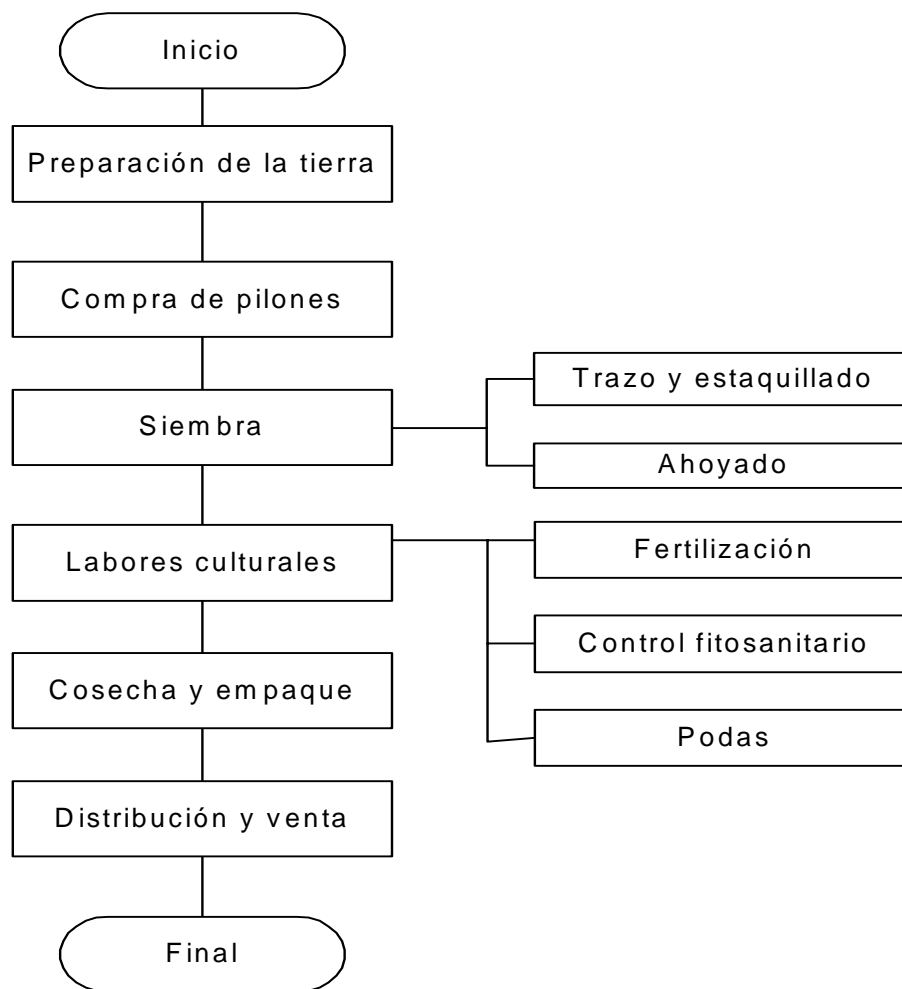 Inicio
Preparación de la tierra
Compra de pilones
Siembra
Trazo y estaquillado
Ahoyado
Labores culturales
Fertilización
Control fitosanitario
Podas
Cosecha y empaque
Distribución y venta
Final